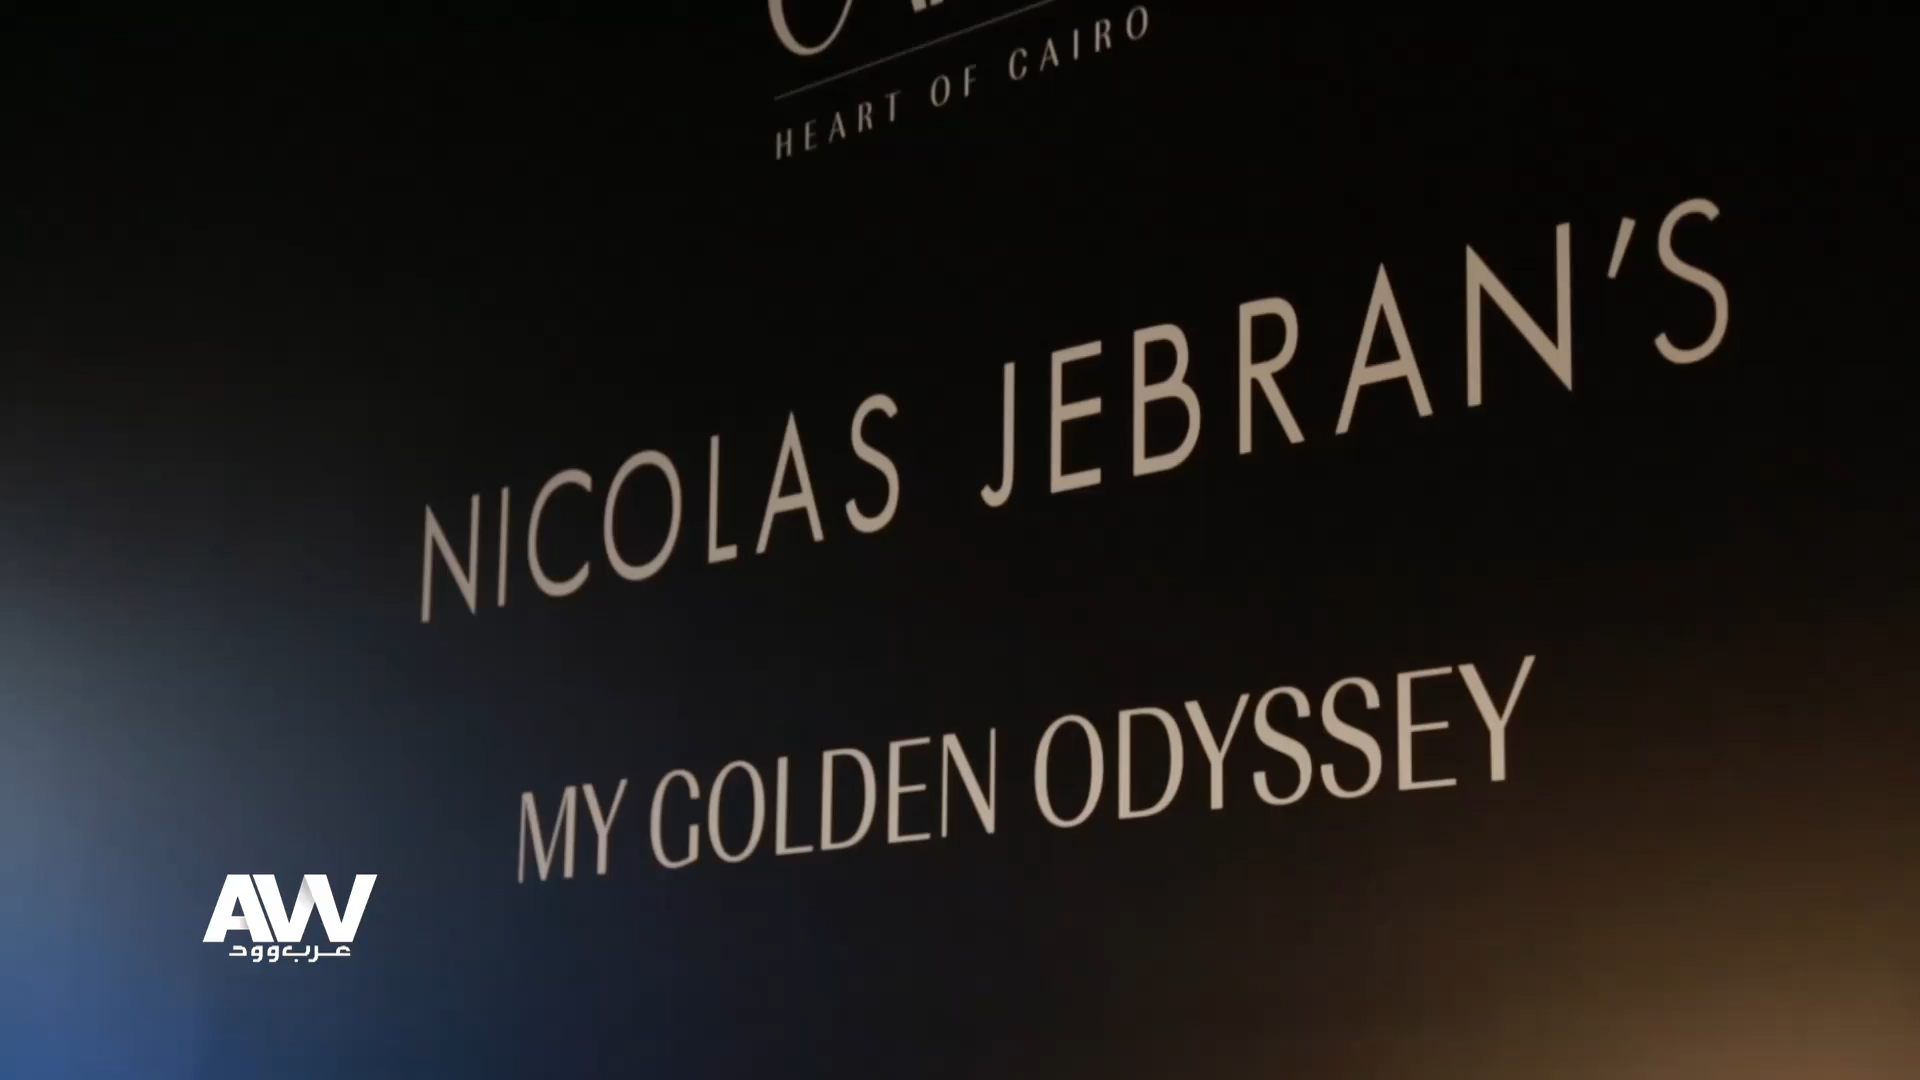 HEART OF CAIRO
NICOLAS JEBRAN'S
MY GOLDEN ODYSSEY
AW
عرب وود